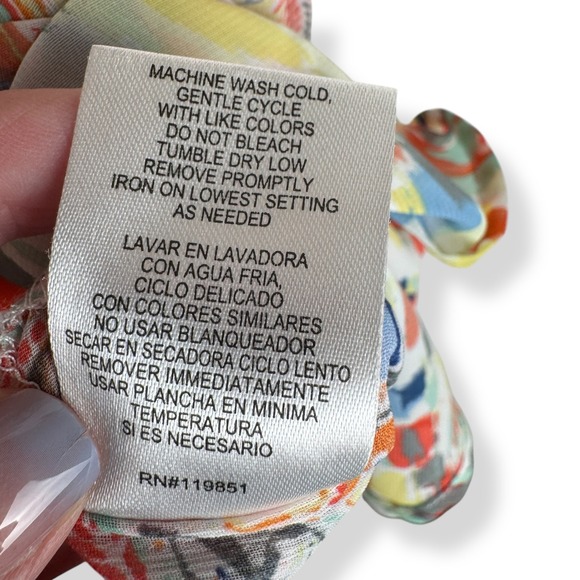 MACHINE WASH COLD,
GENTLE CYCLE
WITH LIKE COLORS
DO NOT BLEACH
TUMBLE DRY LOW
REMOVE PROMPTLY
IRON ON LOWEST SETTING
AS NEEDED
LAVAR EN LAVADORA
CON AGUA FRIA,
CICLO DELICADO
CON COLORES SIMILARES
NO USAR BLANQUEADOR
SECAR EN SECADORA CICLO LENTO
REMOVER IMMEDIATAMENTE
USAR PLANCHA EN MINIMA
TEMPERATURA
SI ES NECESARIO
RN#119851